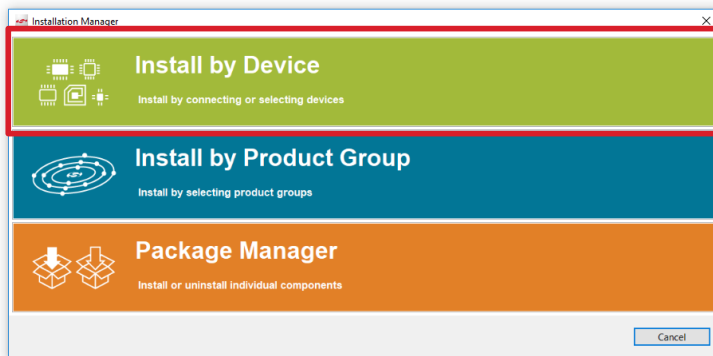 Installation Manager
Install by Device
Install by connecting or selecting devices
Install by Product Group
Install by selecting product groups
Package Manager
Install or uninstall individual components
Cancel